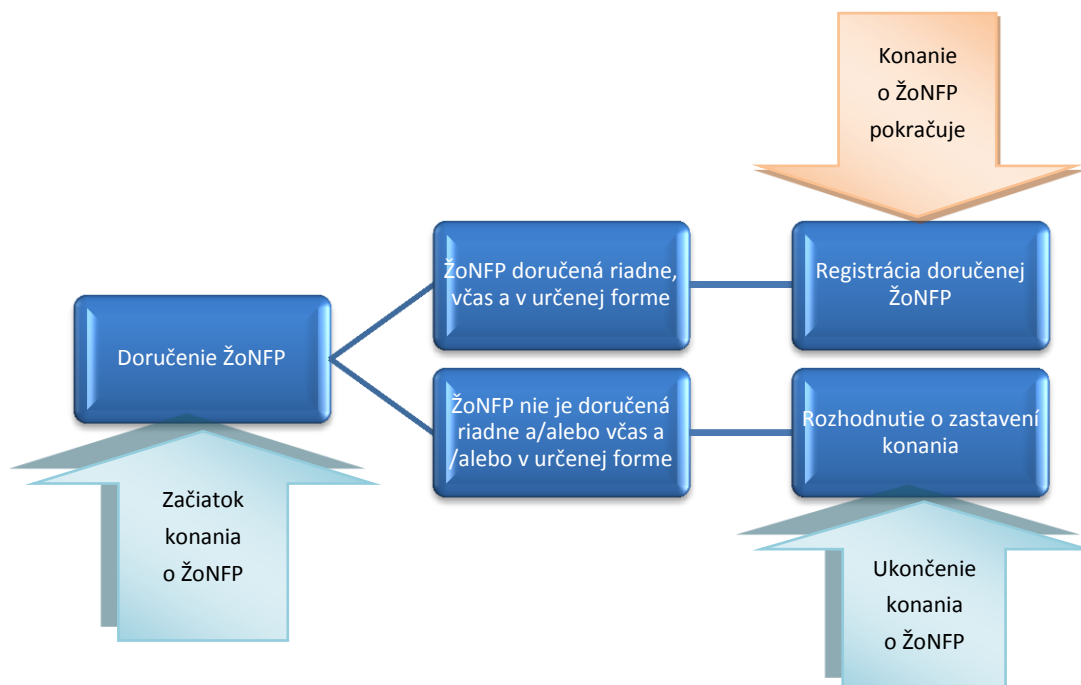 Konanie
o ŽoNFP
pokračuje
ŽoNFP doručená riadne,
včas a v určenej forme
Registrácia doručenej
ŽoNFP
Doručenie ŽoNFP
ŽoNFP nie je doručená
riadne a/alebo včas a
/alebo v určenej forme
Rozhodnutie o zastavení
konania
Začiatok
konania
o ŽoNFP
Ukončenie
konania
o ŽoNFP